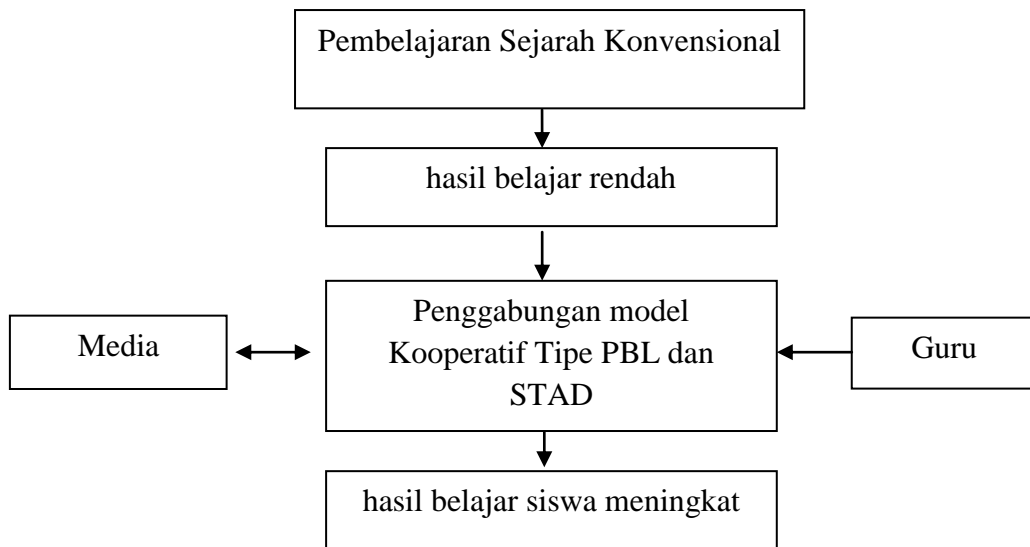 Pembelajaran Sejarah Konvensional
hasil belajar rendah
Media
Penggabungan model
Kooperatif Tipe PBL dan
STAD
Guru
hasil belajar siswa meningkat